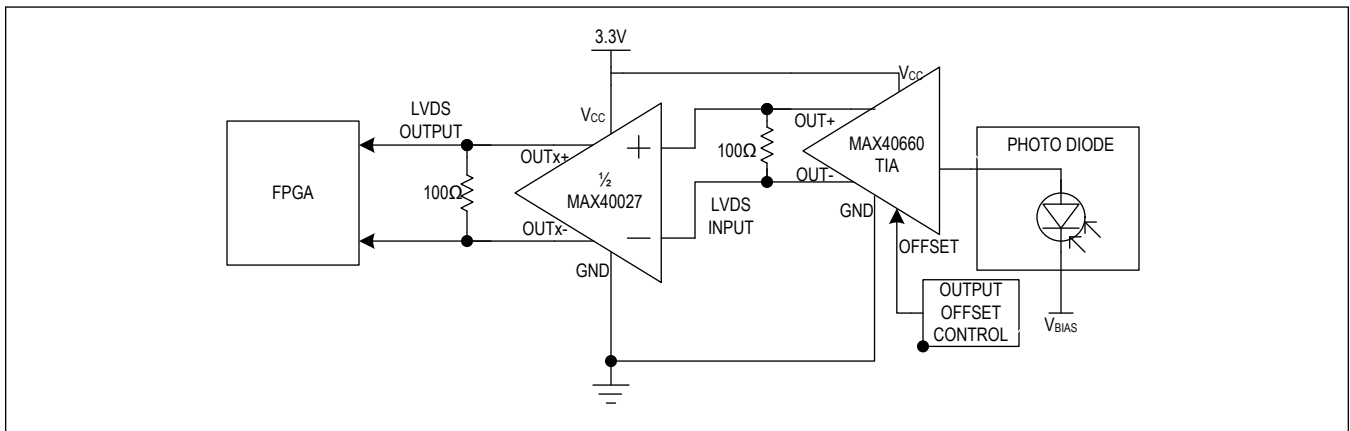 3.3V
VCC
LVDS
OUTPUT
VCC
OUT+
PHOTO DIODE
OUTx+
+
100Ω
MAX40660
TIA
FPGA
100Ω
½
MAX40027
OUT-
LVDS
INPUT
GND
OUTx-
−
OFFSET
GND
OUTPUT
OFFSET
CONTROL
VBIAS